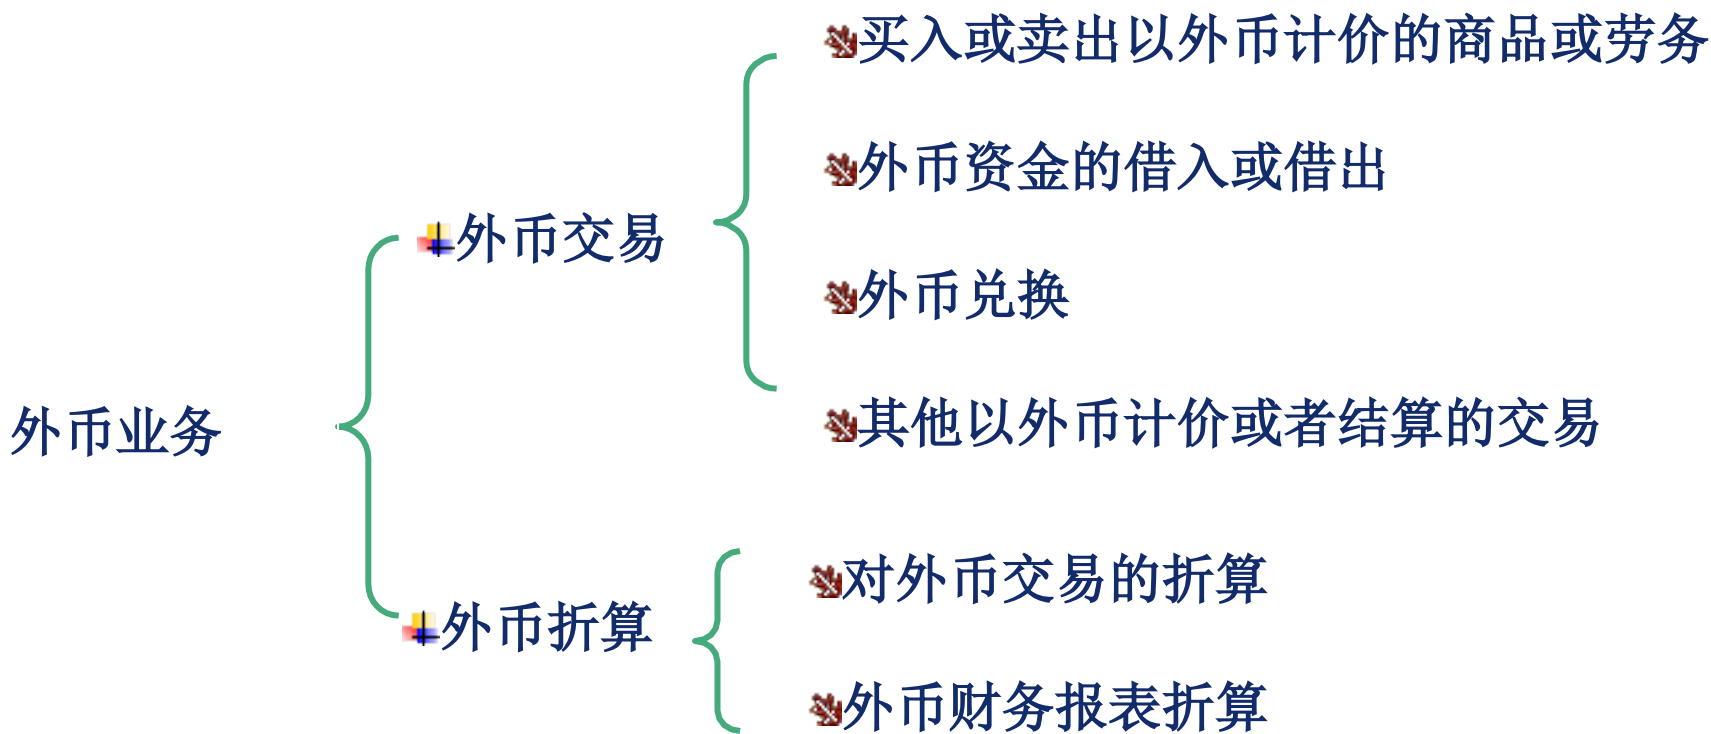 外币业务
外币交易
买入或卖出以外币计价的商品或劳务
外币资金的借入或借出
外币兑换
其他以外币计价或者结算的交易
外币折算
对外币交易的折算
外币财务报表折算